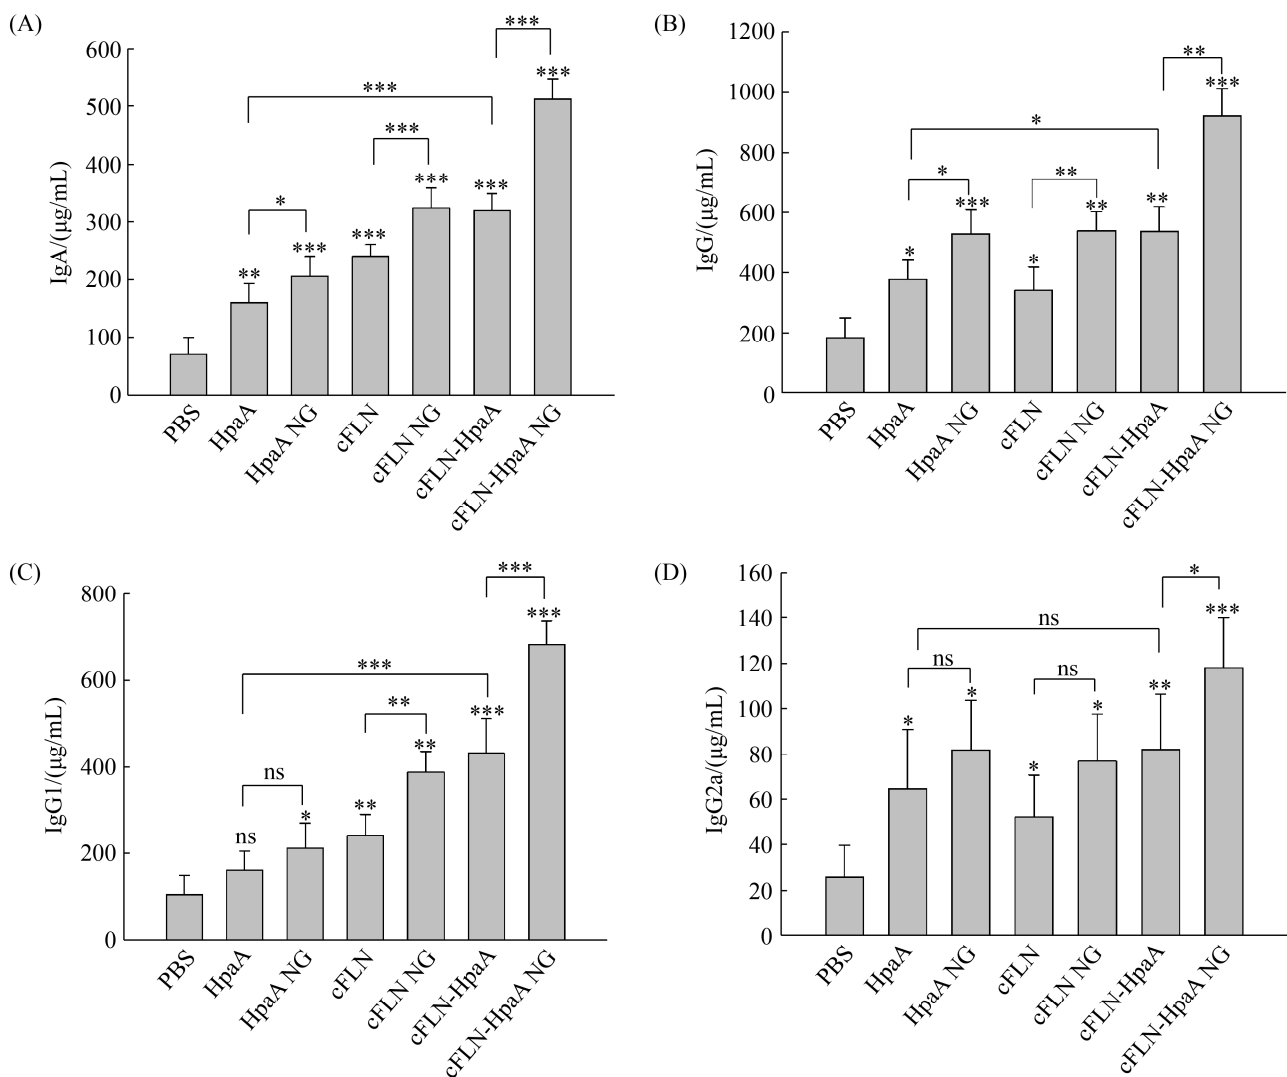 (A)
***
600
***
500
***
***
400
***
***
300
*
***
***
**
200
100
0
IgA/(μg/mL)
PBS
HpaA
HpaA NG
cFLN
cFLN NG
cFLN-HpaA
cFLN-HpaA NG
(B)
1200
**
***
1000
*
800
*
**
***
**
**
600
*
*
400
200
0
IgG/(μg/mL)
PBS
HpaA
HpaA NG
cFLN
cFLN NG
cFLN-HpaA
cFLN-HpaA NG
(C)
***
800
***
***
600
**
***
**
400
ns
**
*
ns
200
0
IgG1/(μg/mL)
PBS
HpaA
HpaA NG
cFLN
cFLN NG
cFLN-HpaA
cFLN-HpaA NG
(D)
160
*
***
140
ns
120
ns
ns
**
*
*
*
100
80
*
60
40
20
0
IgG2a/(μg/mL)
PBS
HpaA
HpaA NG
cFLN
cFLN NG
cFLN-HpaA
cFLN-HpaA NG